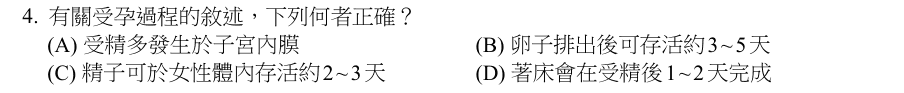 4. 有關受孕過程的敘述，下列何者正確？
(A) 受精多發生於子宮內膜 (B) 卵子排出後可存活約3~5天
(C) 精子可於女性體內存活約2~3天 (D) 著床會在受精後1~2天完成